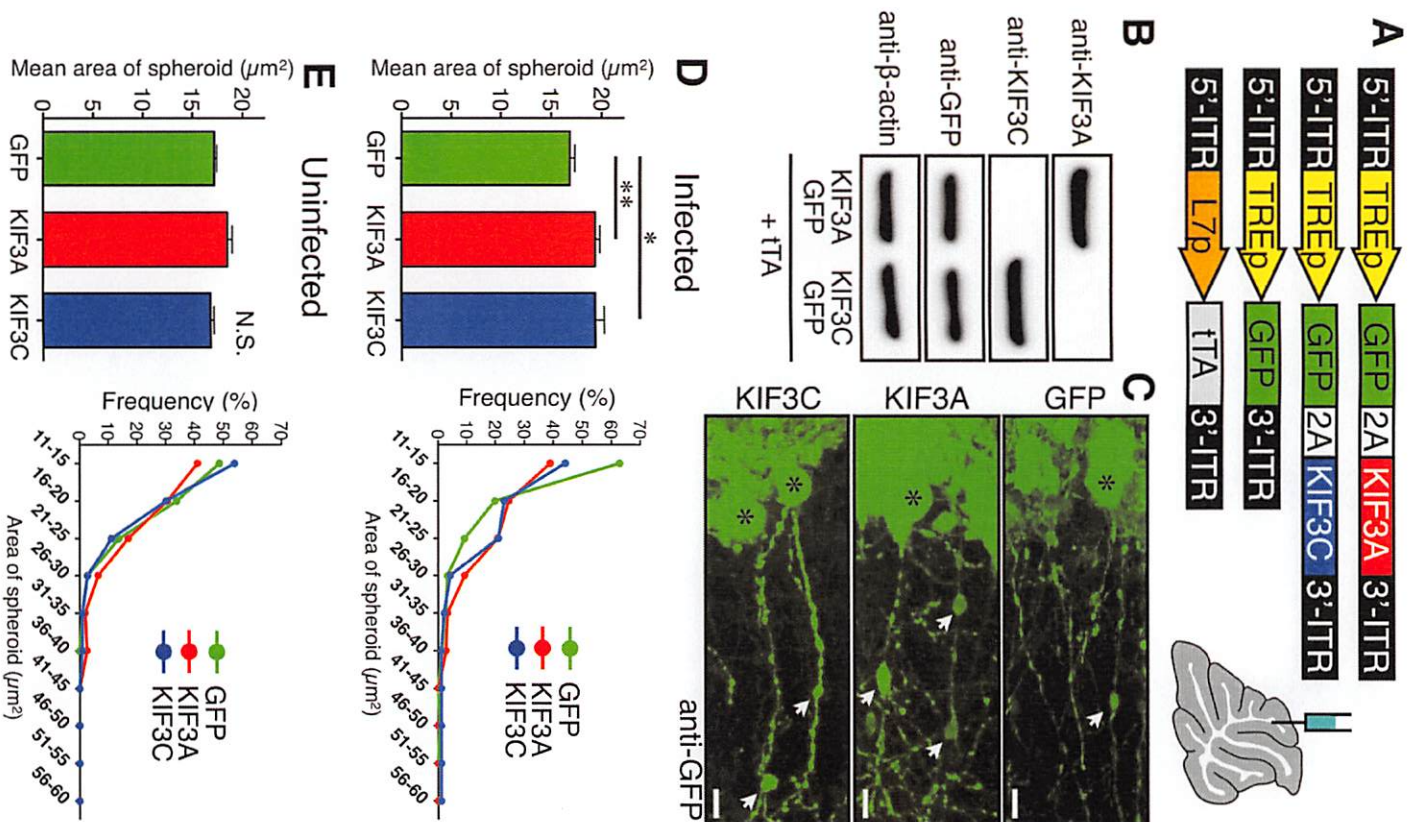 A
5'-ITR TREp GFP 2A KIF3A 3'-ITR
5'-ITR TREp GFP 2A KIF3C 3'-ITR
5'-ITR TREp GFP 3'-ITR
5'-ITR L7p tTA 3'-ITR
B
anti-KIF3A
anti-KIF3C
anti-GFP
anti-β-actin
KIF3A KIF3C
GFP GFP
+ tTA
C
GFP
*
KIF3A
*
KIF3C
* *
anti-GFP
D
Infected
Mean area of spheroid (µm²)
0 5 10 15 20
*
**
GFP KIF3A KIF3C
Frequency (%)
0 10 20 30 40 50 60 70
11-15 16-20 21-25 26-30 31-35 36-40 41-45 46-50 51-55 56-60
Area of spheroid (µm²)
GFP
KIF3A
KIF3C
E
Uninfected
Mean area of spheroid (µm²)
0 5 10 15 20
N.S.
GFP KIF3A KIF3C
Frequency (%)
0 10 20 30 40 50 60 70
11-15 16-20 21-25 26-30 31-35 36-40 41-45 46-50 51-55 56-60
Area of spheroid (µm²)
GFP
KIF3A
KIF3C